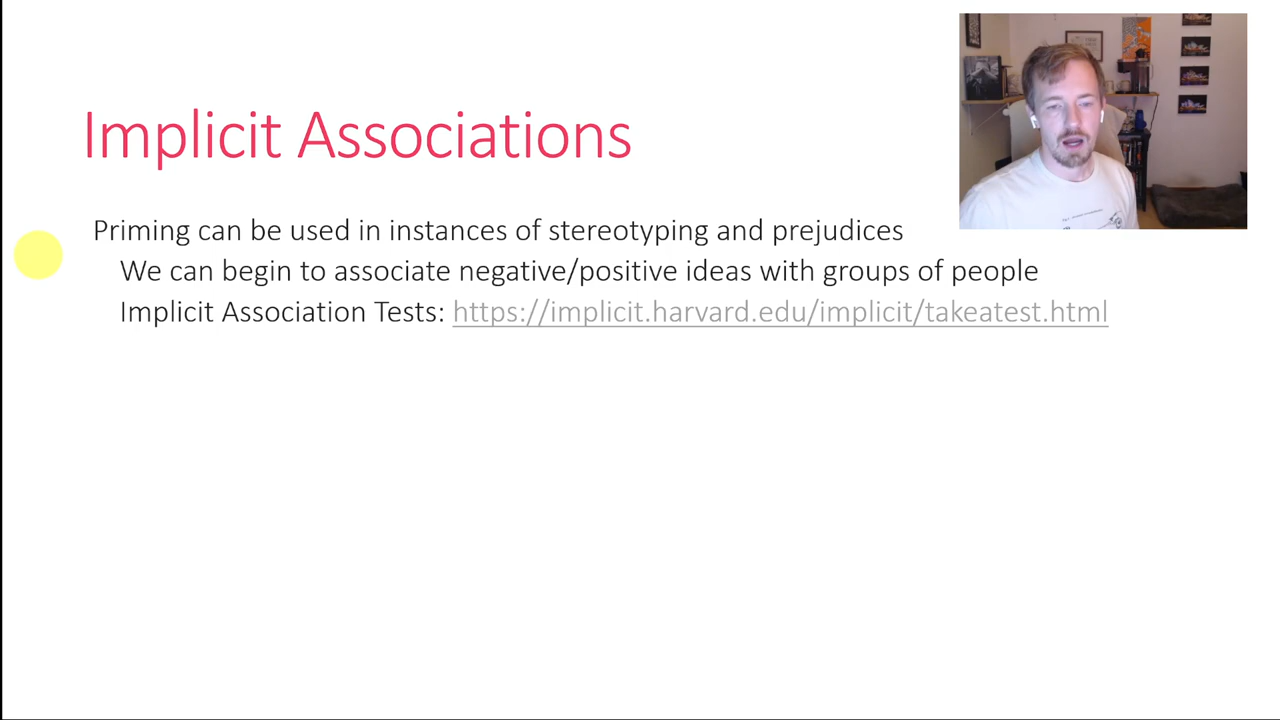 Implicit Associations
Priming can be used in instances of stereotyping and prejudices
We can begin to associate negative/positive ideas with groups of people
Implicit Association Tests: https://implicit.harvard.edu/implicit/takeatest.html